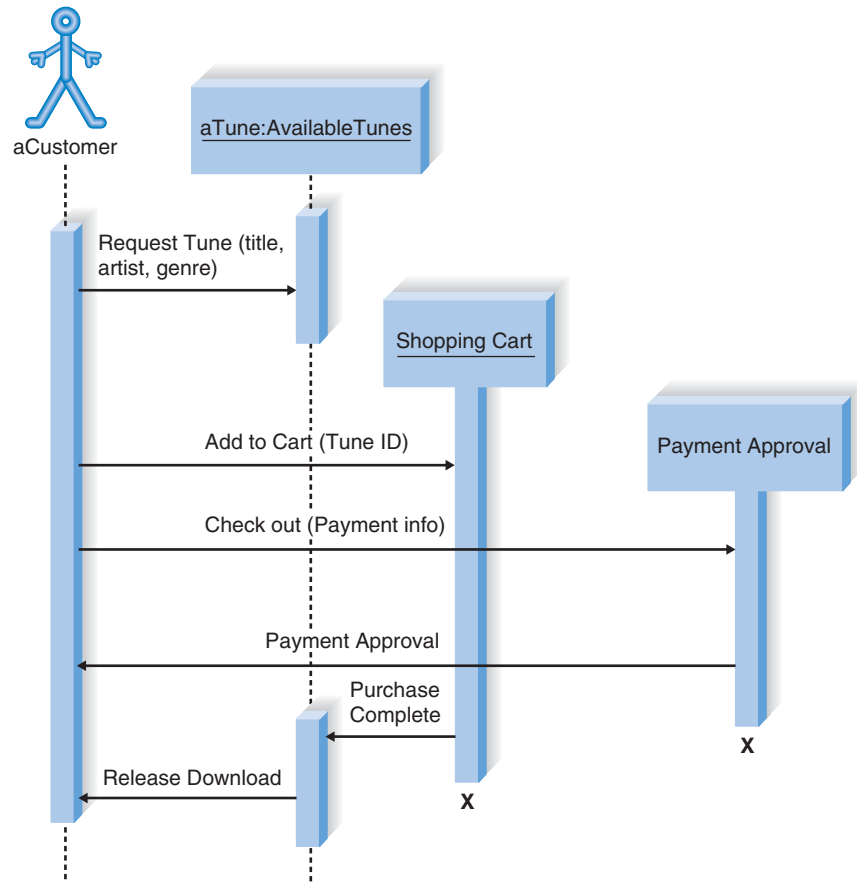 aCustomer
aTune:AvailableTunes
Request Tune (title,
artist, genre)
Shopping Cart
Payment Approval
Add to Cart (Tune ID)
Check out (Payment info)
Payment Approval
Purchase
Complete
X
Release Download
X